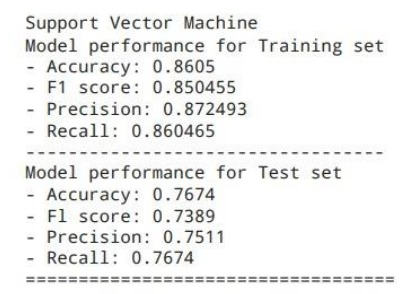 Support Vector Machine
Model performance for Training set
- Accuracy: 0.8605
- F1 score: 0.850455
- Precision: 0.872493
- Recall: 0.860465
----------------------------------
Model performance for Test set
- Accuracy: 0.7674
- Fl score: 0.7389
- Precision: 0.7511
- Recall: 0.7674
===================================